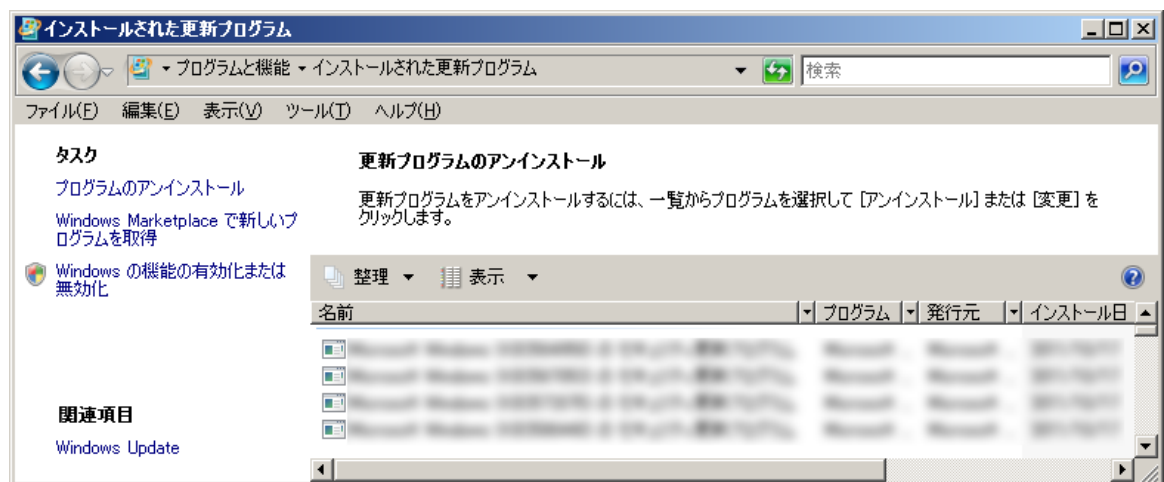 インストールされた更新プログラム
プログラムと機能 インストールされた更新プログラム 検索
ファイル(F) 編集(E) 表示(V) ツール(T) ヘルプ(H)
タスク
プログラムのアンインストール
Windows Marketplace で新しいプ
ログラムを取得
Windows の機能の有効化または
無効化
関連項目
Windows Update
更新プログラムのアンインストール
更新プログラムをアンインストールするには、一覧からプログラムを選択して [アンインストール] または [変更] を
クリックします。
整理 表示
名前 プログラム 発行元 インストール日